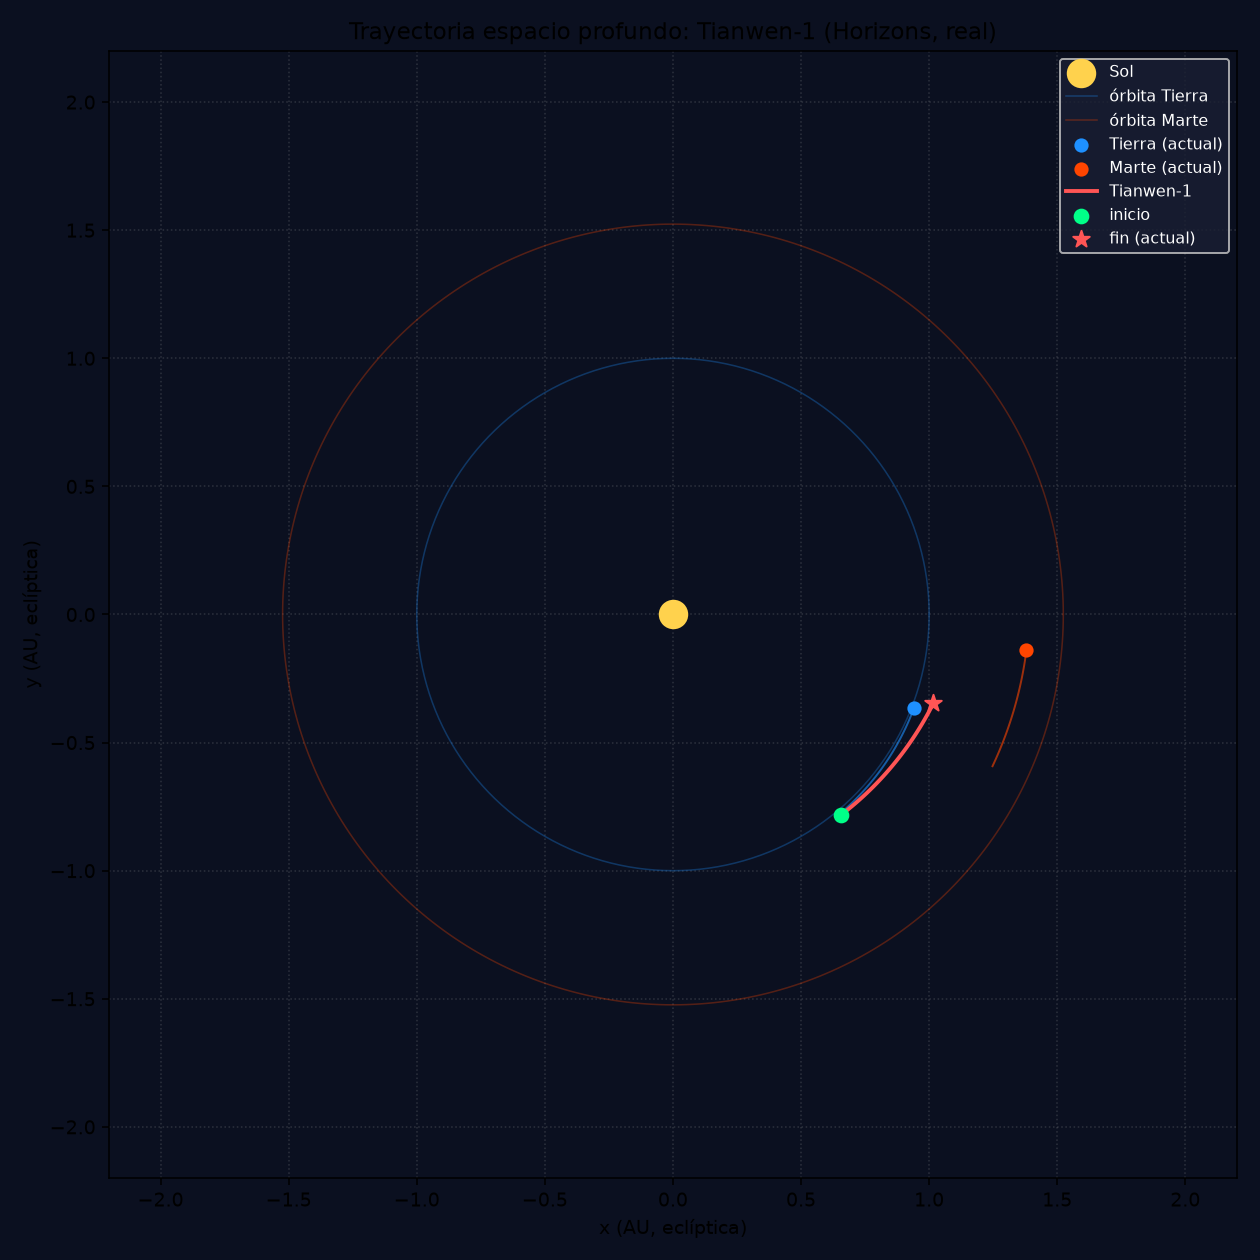 Trayectoria espacio profundo: Tianwen-1 (Horizons, real)
Sol
órbita Tierra
órbita Marte
Tierra (actual)
Marte (actual)
Tianwen-1
inicio
fin (actual)
2.0
1.5
1.0
0.5
0.0
−0.5
−1.0
−1.5
−2.0
y (AU, eclíptica)
−2.0 −1.5 −1.0 −0.5 0.0 0.5 1.0 1.5 2.0
x (AU, eclíptica)